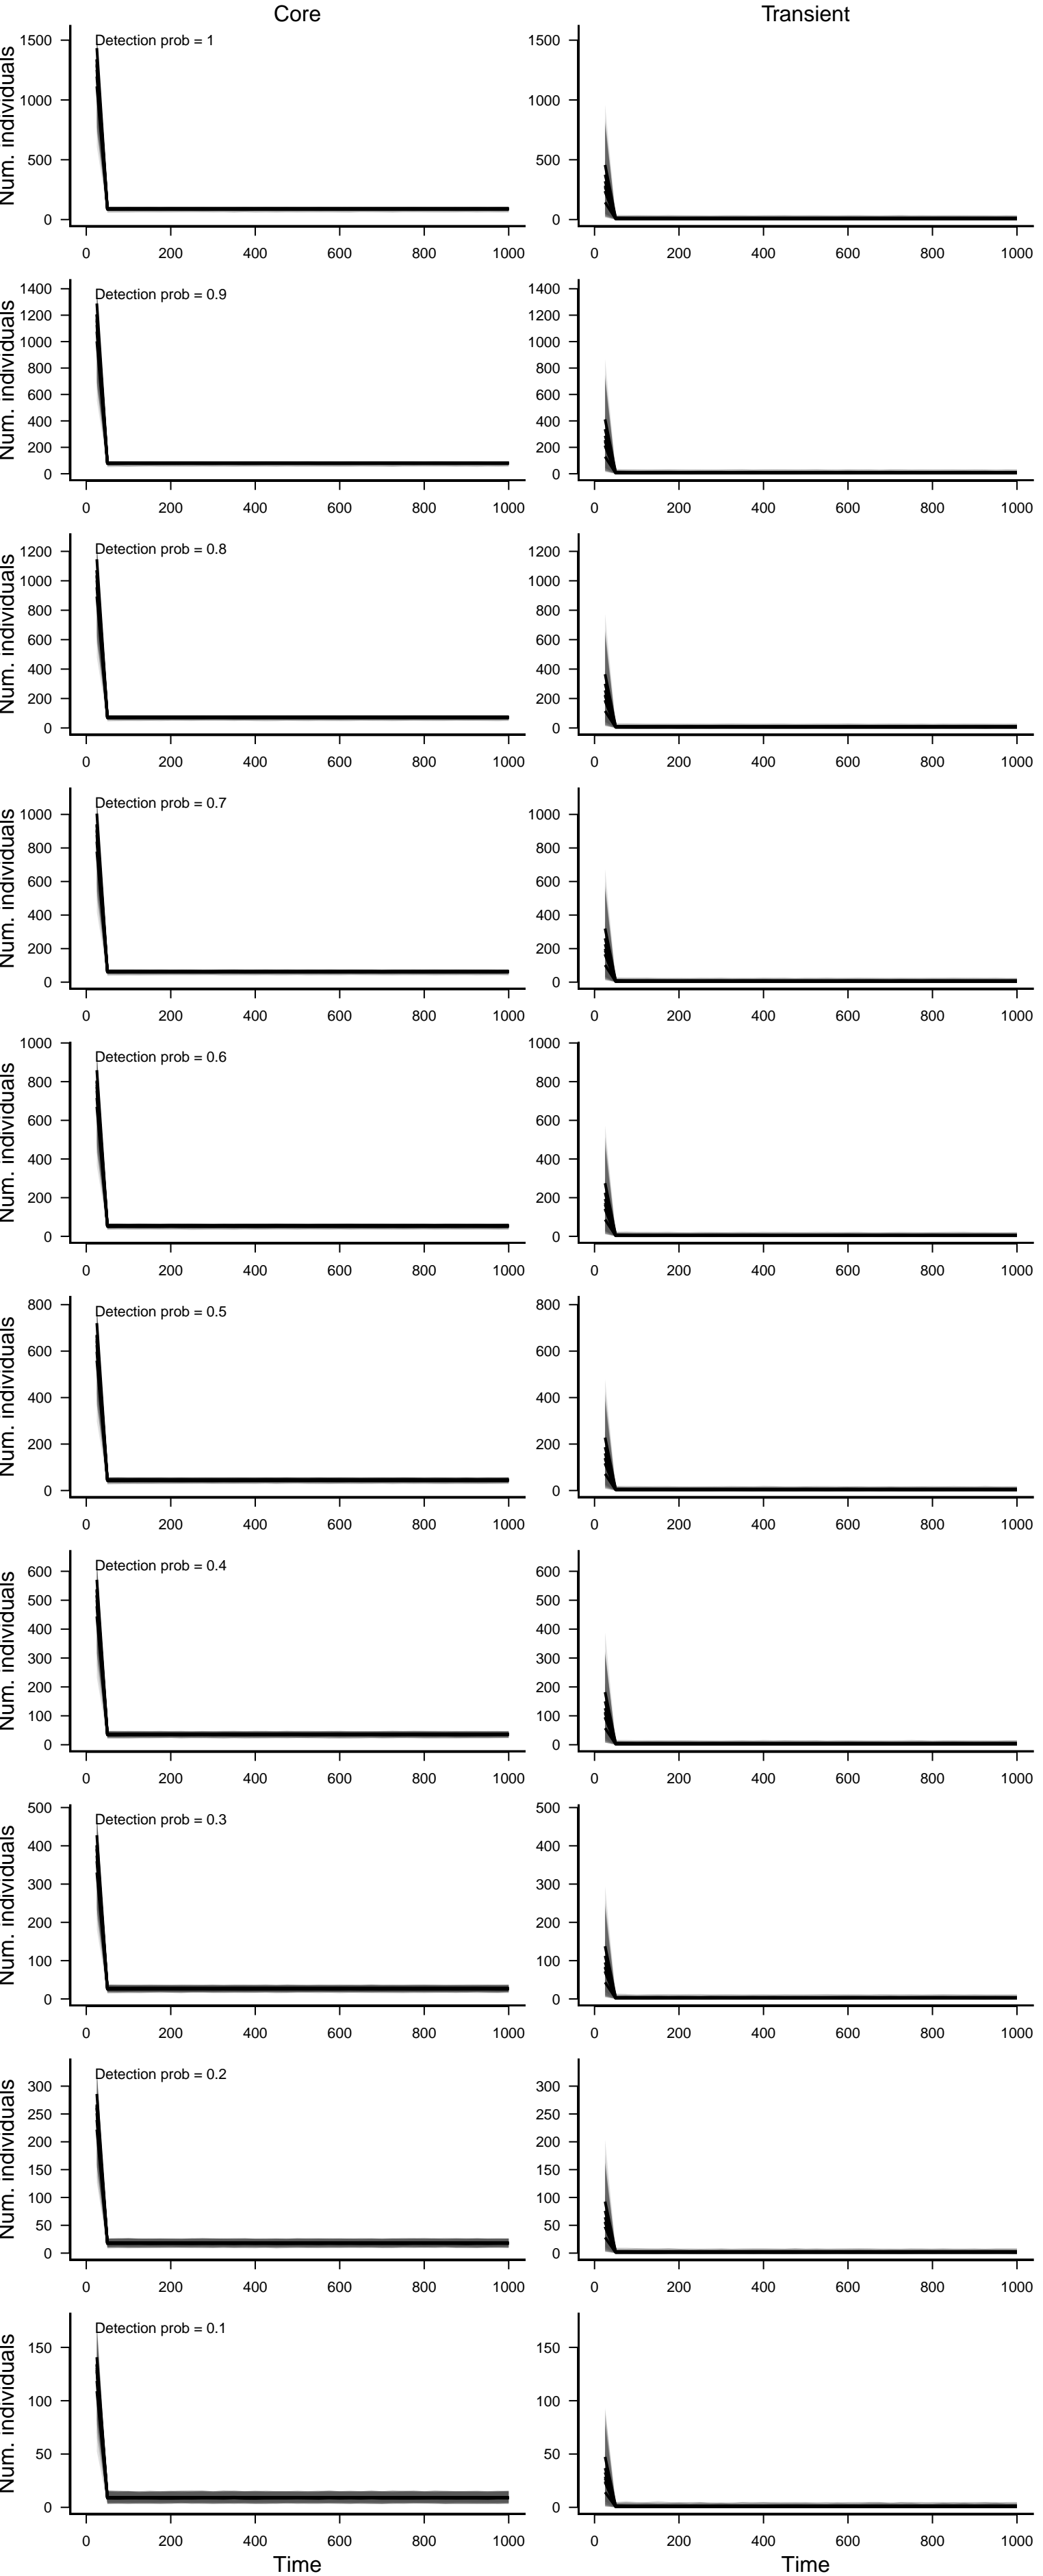 Core Transient
Detection prob = 1
Num. individuals
1500 1500
1000 1000
500 500
0 0
0 200 400 600 800 1000 0 200 400 600 800 1000
Detection prob = 0.9
Num. individuals
1400 1400
1200 1200
1000 1000
800 800
600 600
400 400
200 200
0 0
0 200 400 600 800 1000 0 200 400 600 800 1000
Detection prob = 0.8
Num. individuals
1200 1200
1000 1000
800 800
600 600
400 400
200 200
0 0
0 200 400 600 800 1000 0 200 400 600 800 1000
Detection prob = 0.7
Num. individuals
1000 1000
800 800
600 600
400 400
200 200
0 0
0 200 400 600 800 1000 0 200 400 600 800 1000
Detection prob = 0.6
Num. individuals
1000 1000
800 800
600 600
400 400
200 200
0 0
0 200 400 600 800 1000 0 200 400 600 800 1000
Detection prob = 0.5
Num. individuals
800 800
600 600
400 400
200 200
0 0
0 200 400 600 800 1000 0 200 400 600 800 1000
Detection prob = 0.4
Num. individuals
600 600
500 500
400 400
300 300
200 200
100 100
0 0
0 200 400 600 800 1000 0 200 400 600 800 1000
Detection prob = 0.3
Num. individuals
500 500
400 400
300 300
200 200
100 100
0 0
0 200 400 600 800 1000 0 200 400 600 800 1000
Detection prob = 0.2
Num. individuals
300 300
250 250
200 200
150 150
100 100
50 50
0 0
0 200 400 600 800 1000 0 200 400 600 800 1000
Detection prob = 0.1
Num. individuals
150 150
100 100
50 50
0 0
0 200 400 600 800 1000 0 200 400 600 800 1000
Time Time